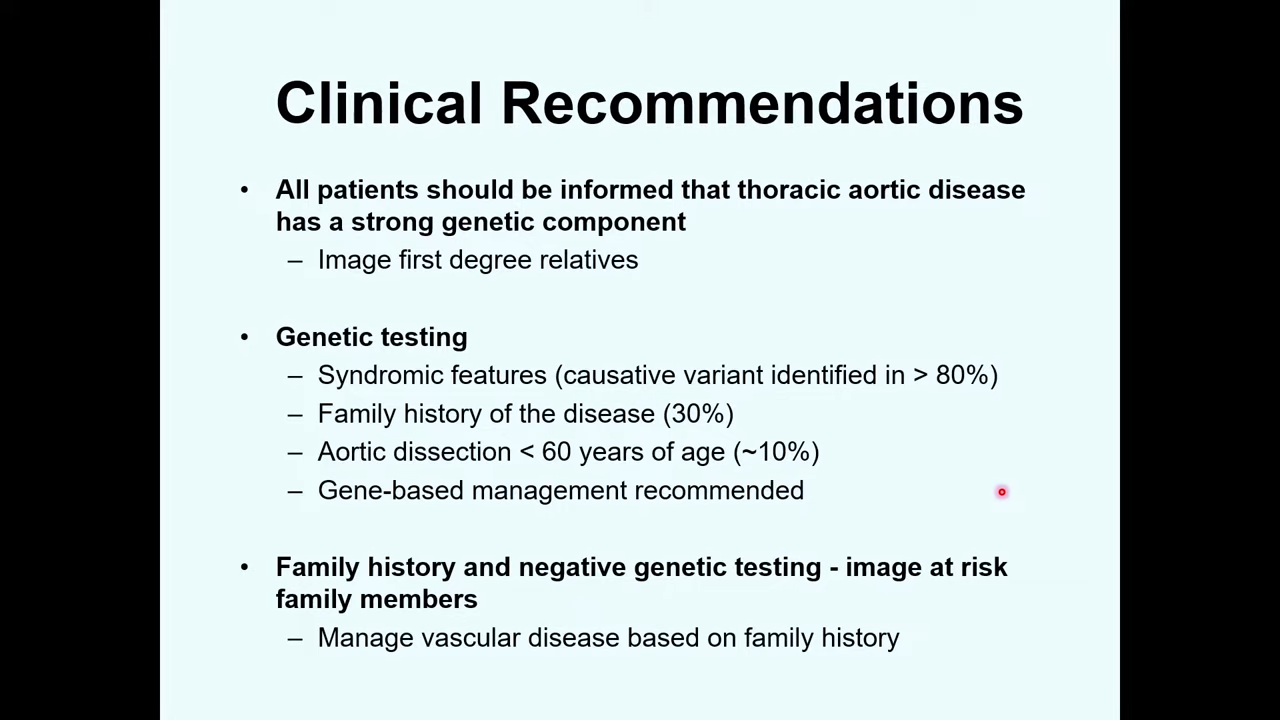 Clinical Recommendations
• All patients should be informed that thoracic aortic disease
has a strong genetic component
– Image first degree relatives
• Genetic testing
– Syndromic features (causative variant identified in > 80%)
– Family history of the disease (30%)
– Aortic dissection < 60 years of age (~10%)
– Gene-based management recommended
• Family history and negative genetic testing - image at risk
family members
– Manage vascular disease based on family history